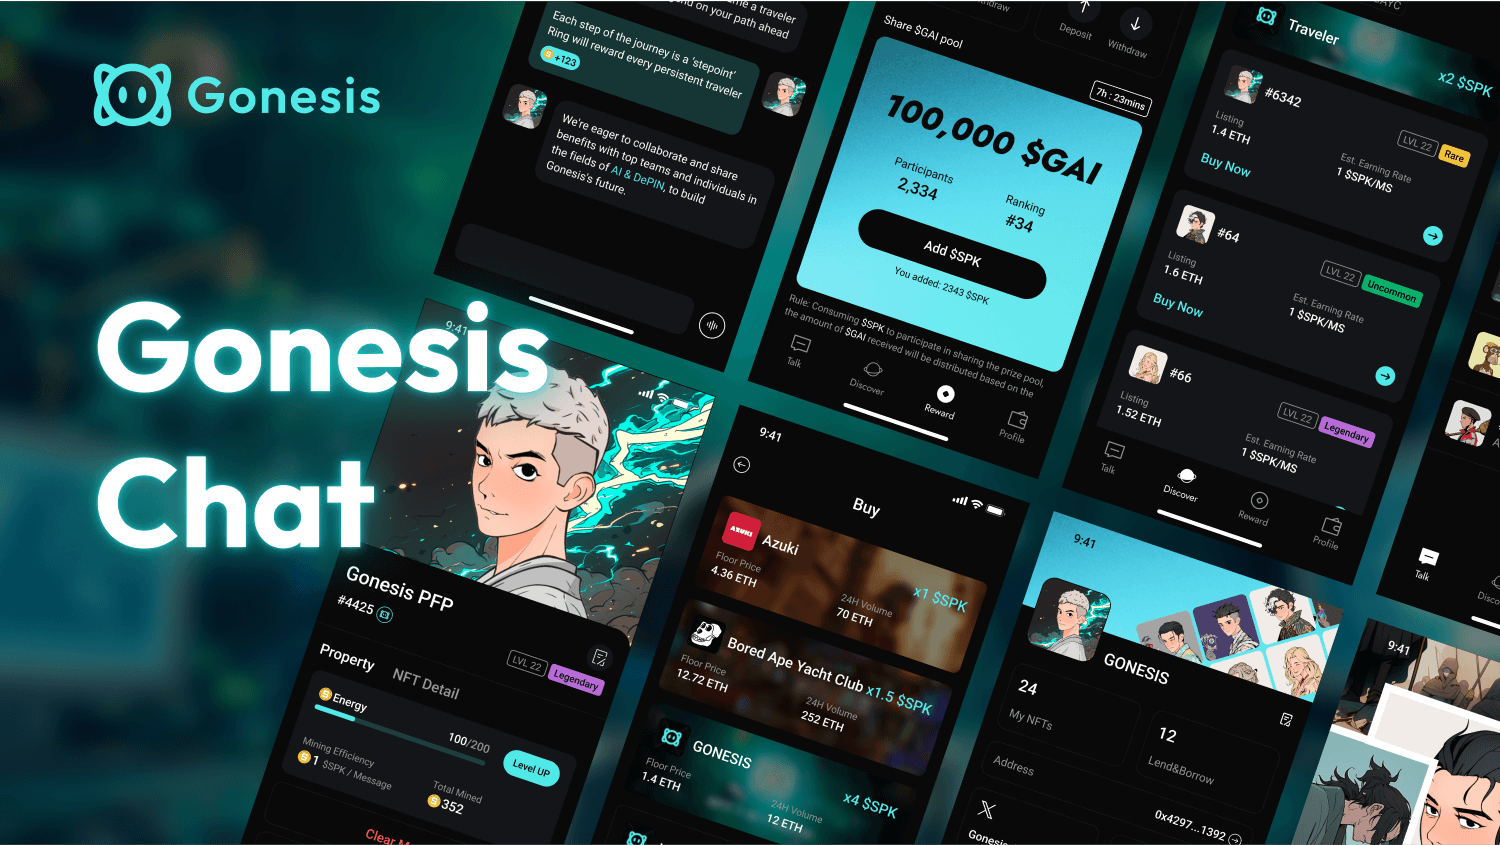 Gonesis
Gonesis
Chat
a traveler
on your path ahead
Each step of the journey is a 'stepoint'
Ring will reward every persistent traveler
+123
We're eager to collaborate and share
benefits with top teams and individuals in
the fields of AI & DePIN, to build
Gonesis's future.
Share $GAI pool
Deposit
Withdraw
7h : 23mins
100,000 $GAI
Participants
2,334
Ranking
#34
Add $SPK
You added: 2343 $SPK
Rule: Consuming $SPK to participate in sharing the prize pool,
the amount of $GAI received will be distributed based on the
Talk
Discover
Reward
Profile
Traveler
x2 $SPK
#6342
Listing
1.4 ETH
Buy Now
LVL 22
Rare
Est. Earning Rate
1 $SPK/MS
#64
Listing
1.6 ETH
Buy Now
LVL 22
Uncommon
Est. Earning Rate
1 $SPK/MS
#66
Listing
1.52 ETH
LVL 22
Legendary
Est. Earning Rate
1 $SPK/MS
Talk
Discover
Reward
Profile
Talk
9:41
Gonesis PFP
#4425
LVL 22
Legendary
Property
NFT Detail
S Energy
100/200
Level UP
Mining Efficiency
S 1 $SPK / Message
Total Mined
S 352
9:41
Buy
AZUKI
Azuki
Floor Price
4.36 ETH
x1 $SPK
24H Volume
70 ETH
Bored Ape Yacht Club
x1.5 $SPK
Floor Price
12.72 ETH
24H Volume
252 ETH
GONESIS
Floor Price
1.4 ETH
x4 $SPK
24H Volume
12 ETH
9:41
GONESIS
24
My NFTs
12
Lend&Borrow
Address
0x4297...1392
X
Gonesis
9:41